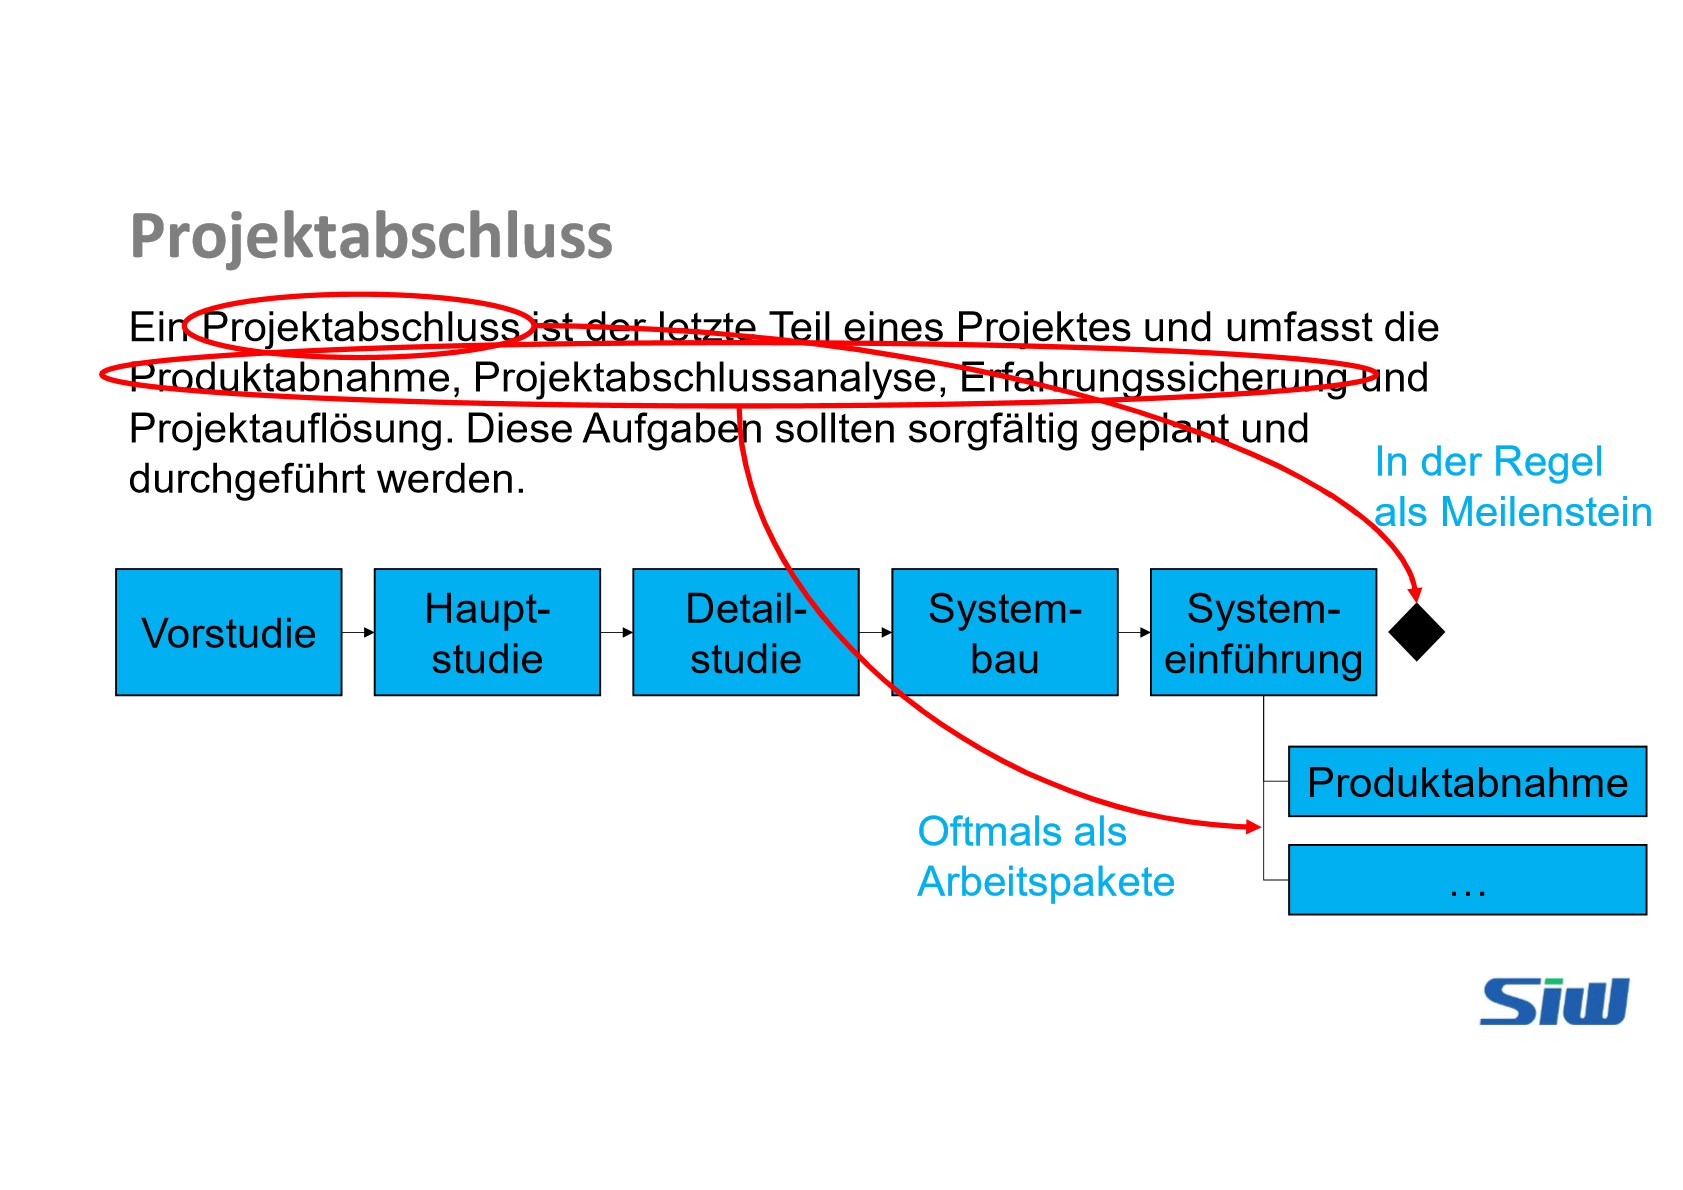 Projektabschluss
Ein Projektabschluss ist der letzte Teil eines Projektes und umfasst die
Produktabnahme, Projektabschlussanalyse, Erfahrungssicherung und
Projektauflösung. Diese Aufgaben sollten sorgfältig geplant und
durchgeführt werden.
In der Regel
als Meilenstein
Vorstudie
Haupt-
studie
Detail-
studie
System-
bau
System-
einführung
Produktabnahme
Oftmals als
Arbeitspakete
...
Siw